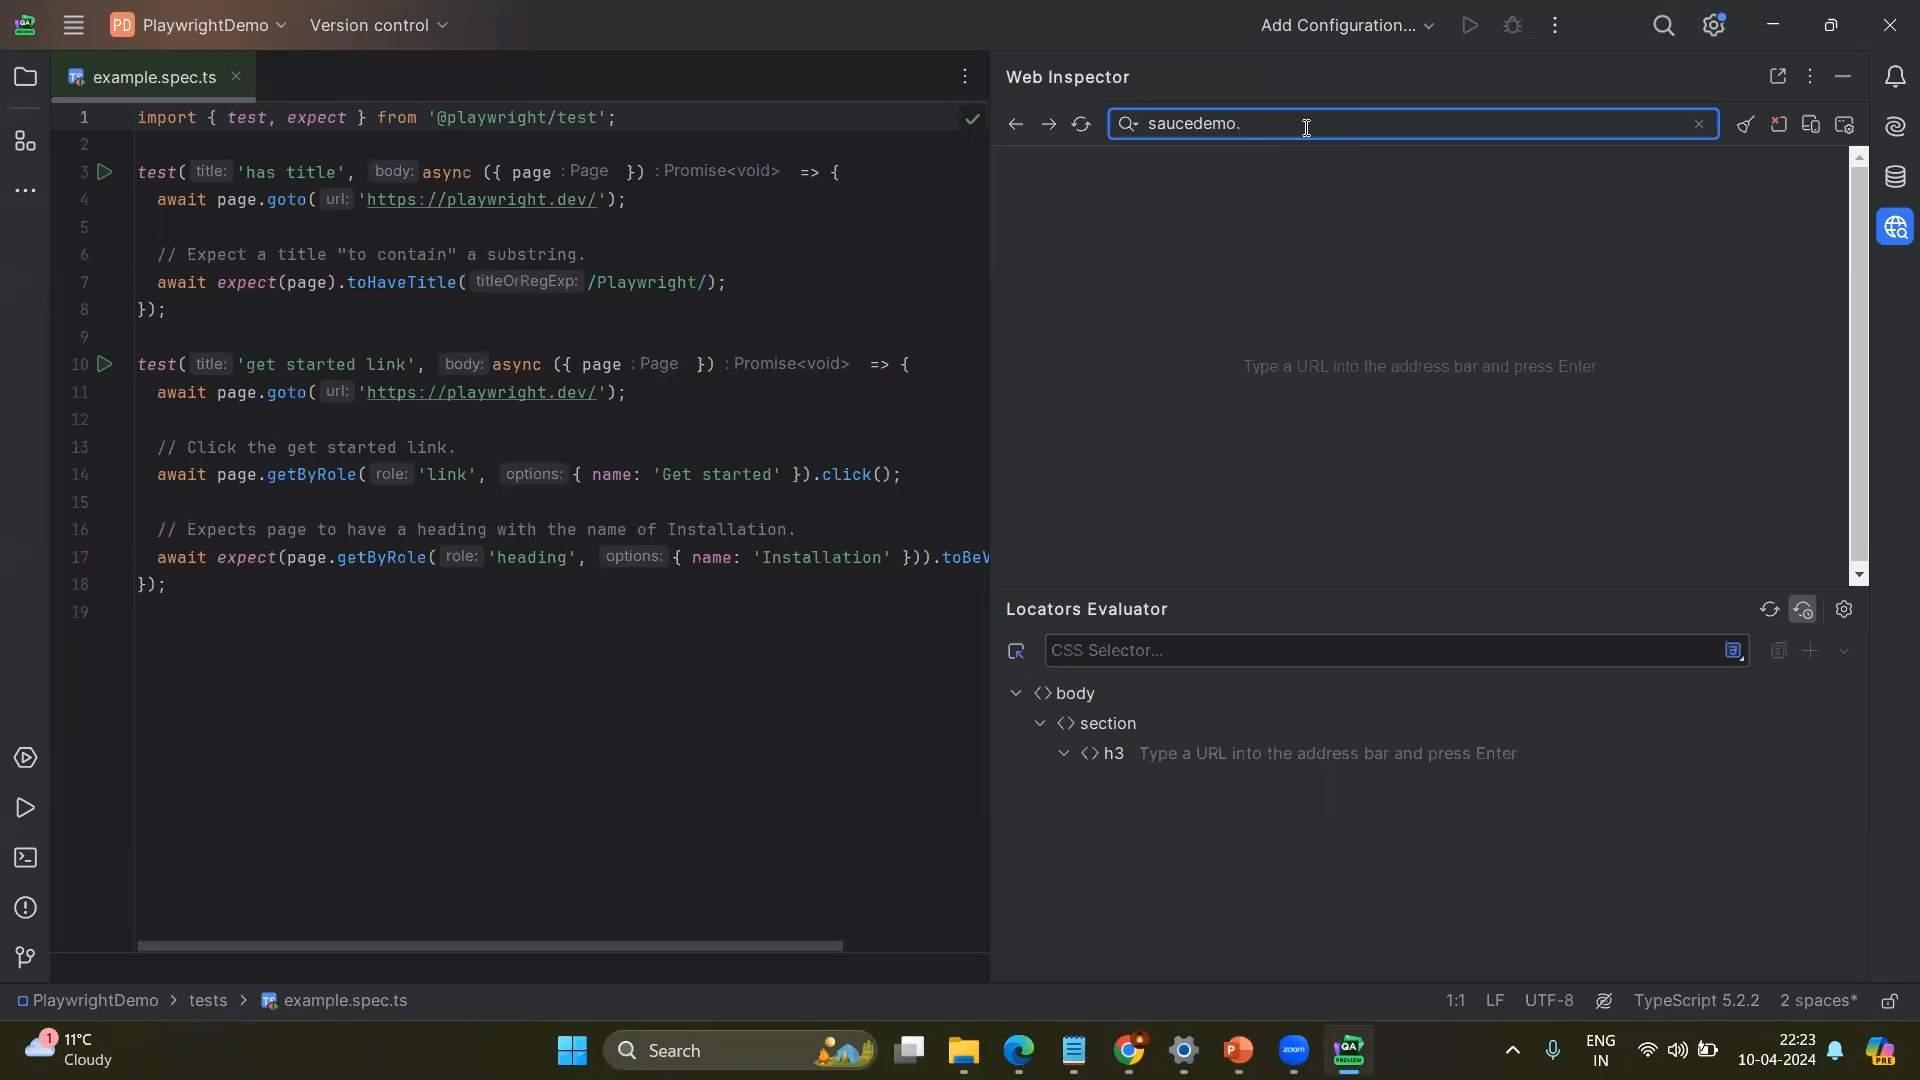 PD PlaywrightDemo Version control Add Configuration...
example.spec.ts
1 import { test, expect } from '@playwright/test';
2
3 test( title: 'has title', body: async ({ page : Page }) : Promise<void> => {
4 await page.goto( url: 'https://playwright.dev/');
5
6 // Expect a title "to contain" a substring.
7 await expect(page).toHaveTitle( titleOrRegExp: /Playwright/);
8 });
9
10 test( title: 'get started link', body: async ({ page : Page }) : Promise<void> => {
11 await page.goto( url: 'https://playwright.dev/');
12
13 // Click the get started link.
14 await page.getByRole( role: 'link', options: { name: 'Get started' }).click();
15
16 // Expects page to have a heading with the name of Installation.
17 await expect(page.getByRole( role: 'heading', options: { name: 'Installation' })).toBeV
18 });
19
Web Inspector
saucedemo.
Type a URL into the address bar and press Enter
Locators Evaluator
CSS Selector...
<> body
<> section
<> h3 Type a URL into the address bar and press Enter
PlaywrightDemo > tests > example.spec.ts 1:1 LF UTF-8 TypeScript 5.2.2 2 spaces*
1 11°C
Cloudy
Search
zoom
QA
PREVIEW
ENG
IN
22:23
10-04-2024
PRE